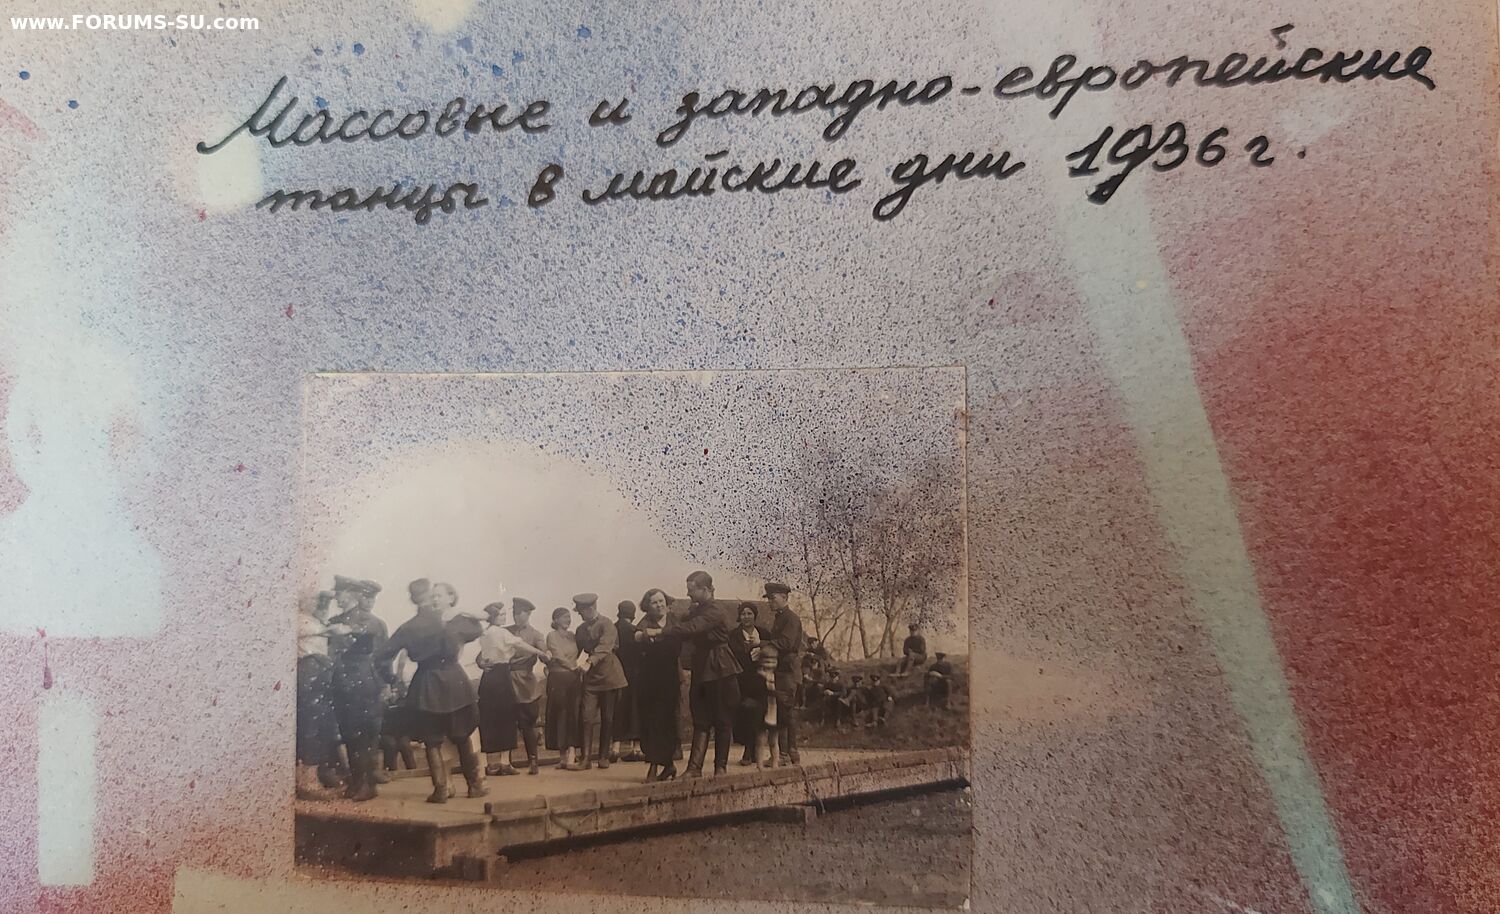 www.FORUMS-SU.com
Массовые и западно-европейские
танцы в майские дни 1936 г.